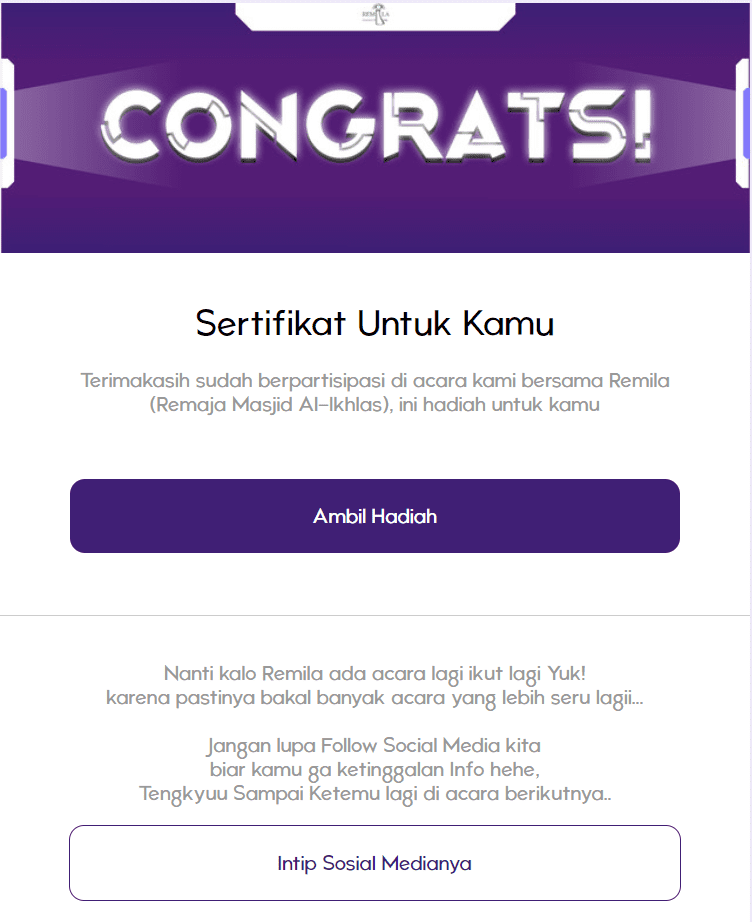 REMILA
CONGRATS!
Sertifikat Untuk Kamu
Terimakasih sudah berpartisipasi di acara kami bersama Remila
(Remaja Masjid Al-Ikhlas), ini hadiah untuk kamu
Ambil Hadiah
Nanti kalo Remila ada acara lagi ikut lagi Yuk!
karena pastinya bakal banyak acara yang lebih seru lagii...
Jangan lupa Follow Social Media kita
biar kamu ga ketinggalan Info hehe,
Tengkyuu Sampai Ketemu lagi di acara berikutnya..
Intip Sosial Medianya